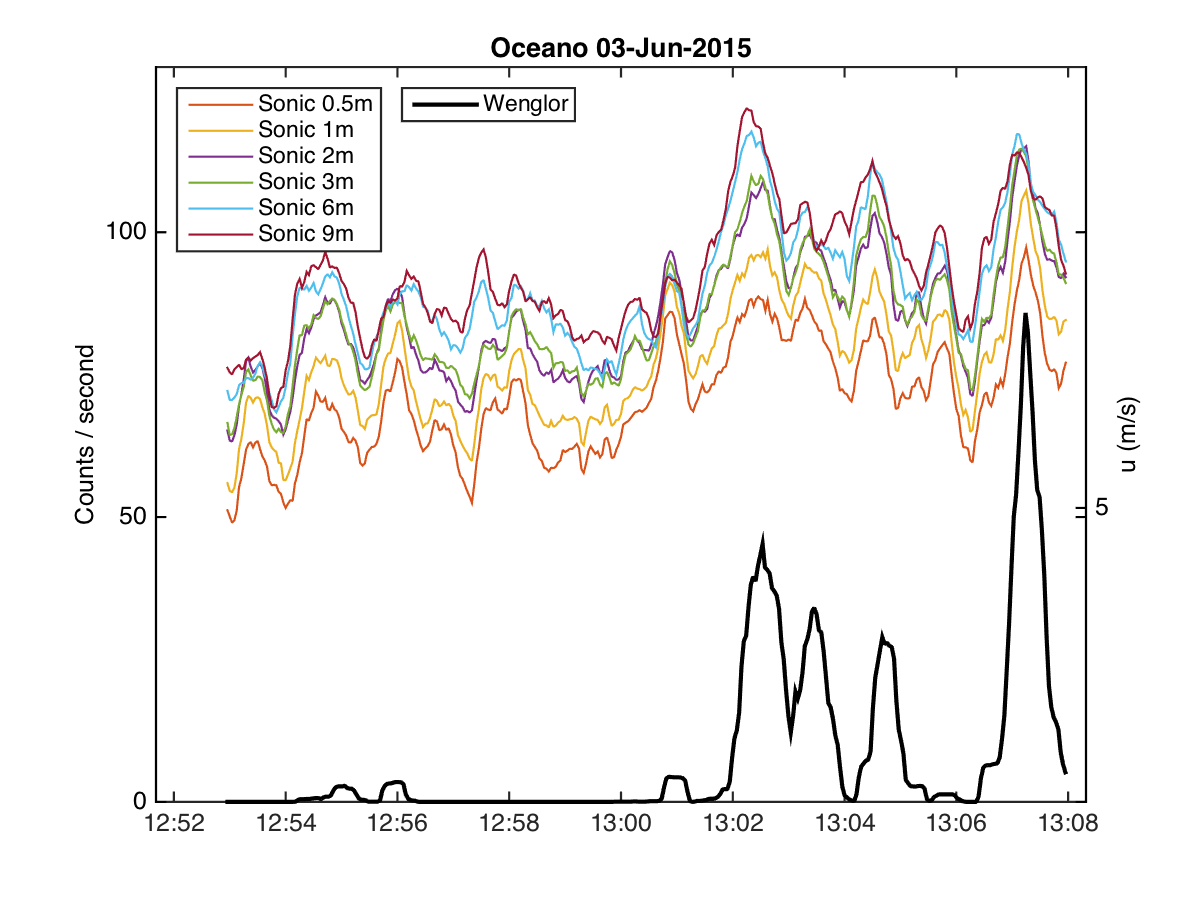 Oceano 03-Jun-2015
Sonic 0.5m
Sonic 1m
Sonic 2m
Sonic 3m
Sonic 6m
Sonic 9m
Wenglor
100
50
0
Counts / second
5
u (m/s)
12:52 12:54 12:56 12:58 13:00 13:02 13:04 13:06 13:08